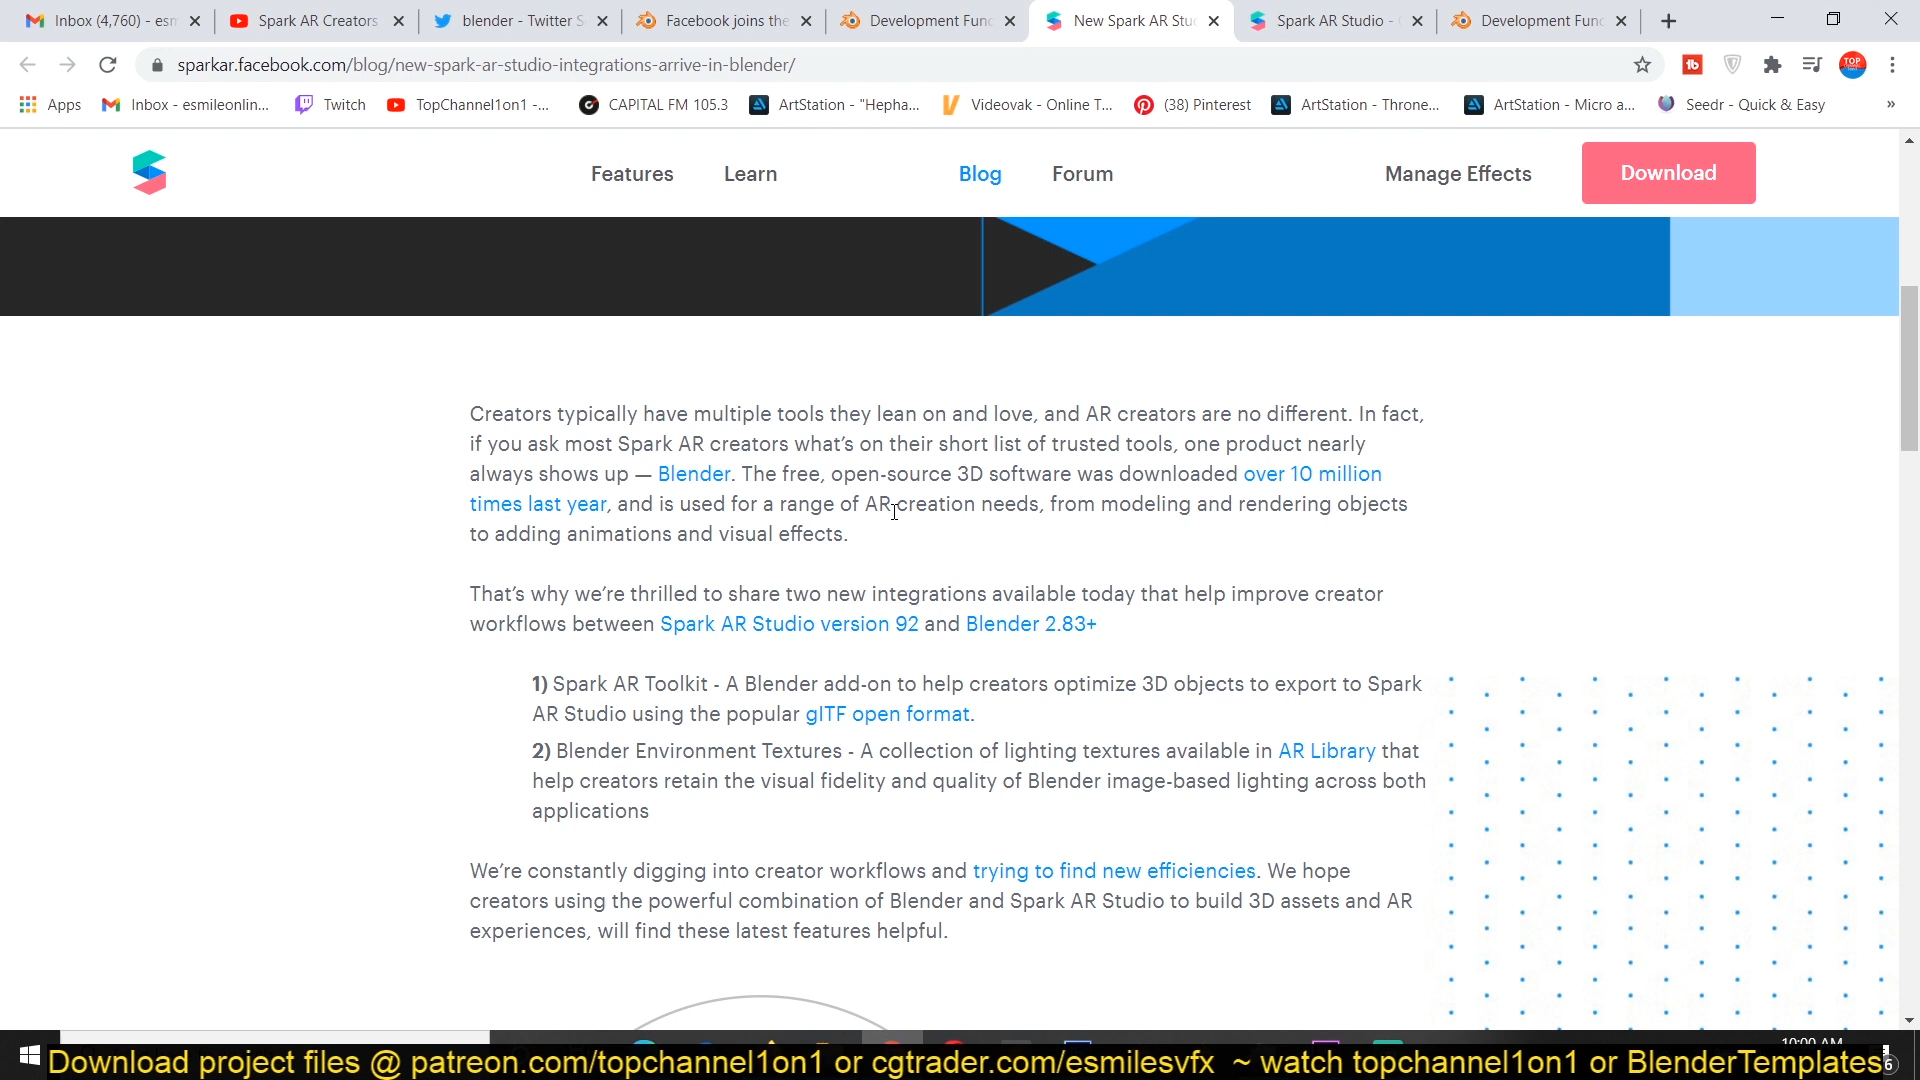 Inbox (4,760) - esm
Spark AR Creators
blender - Twitter S
Facebook joins the
Development Func
New Spark AR Stu
Spark AR Studio -
Development Func
sparkar.facebook.com/blog/new-spark-ar-studio-integrations-arrive-in-blender/
Apps
Inbox - esmileonlin...
Twitch
TopChannel1on1 -...
CAPITAL FM 105.3
ArtStation - "Hepha...
Videovak - Online T...
(38) Pinterest
ArtStation - Throne...
ArtStation - Micro a...
Seedr - Quick & Easy
Features
Learn
Blog
Forum
Manage Effects
Download
Creators typically have multiple tools they lean on and love, and AR creators are no different. In fact,
if you ask most Spark AR creators what's on their short list of trusted tools, one product nearly
always shows up — Blender. The free, open-source 3D software was downloaded over 10 million
times last year, and is used for a range of AR creation needs, from modeling and rendering objects
to adding animations and visual effects.
That's why we're thrilled to share two new integrations available today that help improve creator
workflows between Spark AR Studio version 92 and Blender 2.83+
1) Spark AR Toolkit - A Blender add-on to help creators optimize 3D objects to export to Spark
AR Studio using the popular glTF open format.
2) Blender Environment Textures - A collection of lighting textures available in AR Library that
help creators retain the visual fidelity and quality of Blender image-based lighting across both
applications
We're constantly digging into creator workflows and trying to find new efficiencies. We hope
creators using the powerful combination of Blender and Spark AR Studio to build 3D assets and AR
experiences, will find these latest features helpful.
10:00 AM
Download project files @ patreon.com/topchannel1on1 or cgtrader.com/esmilesvfx ~ watch topchannel1on1 or BlenderTemplates